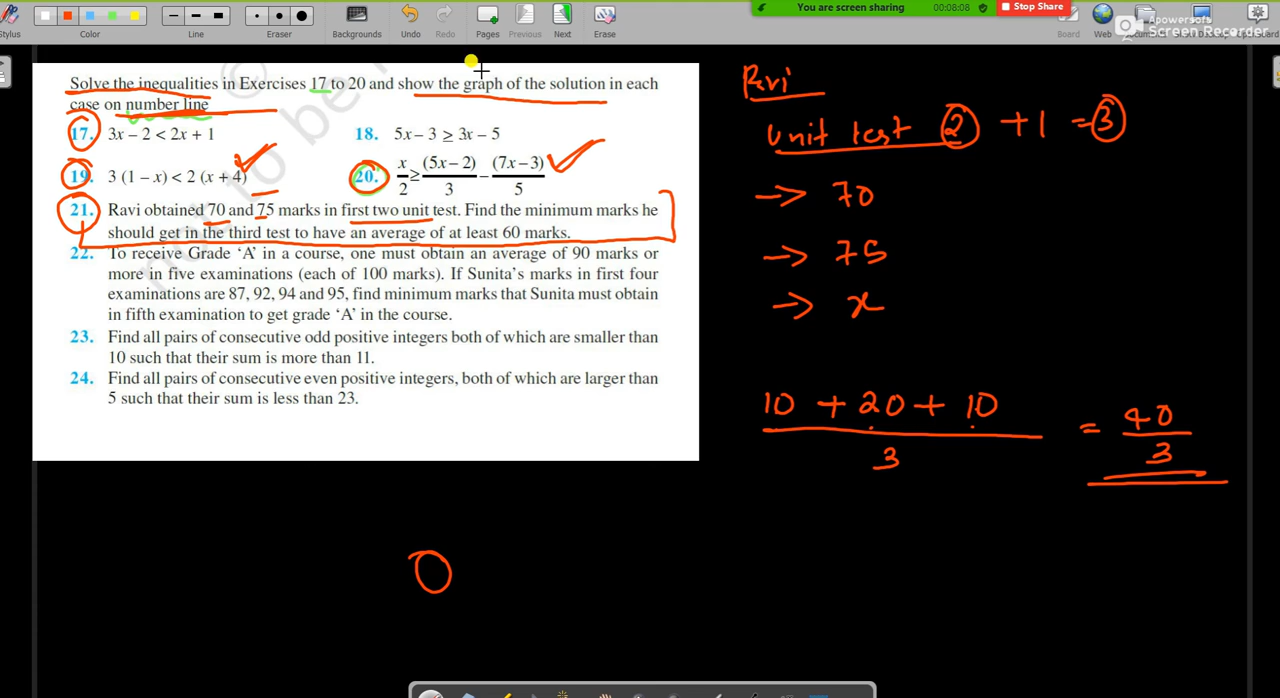 Stylus
Color
Line
Eraser
Backgrounds
Undo
Redo
Pages
Previous
Next
Erase
You are screen sharing
00:08:08
Stop Share
Board
Web
Apowersoft
Screen Recorder
Solve the inequalities in Exercises 17 to 20 and show the graph of the solution in each
case on number line
17. 3x – 2 < 2x + 1
18. 5x – 3 ≥ 3x – 5
19. 3 (1 – x) < 2 (x + 4)
20. x/2 ≥ (5x – 2)/3 – (7x – 3)/5
21. Ravi obtained 70 and 75 marks in first two unit test. Find the minimum marks he
should get in the third test to have an average of at least 60 marks.
22. To receive Grade ‘A’ in a course, one must obtain an average of 90 marks or
more in five examinations (each of 100 marks). If Sunita’s marks in first four
examinations are 87, 92, 94 and 95, find minimum marks that Sunita must obtain
in fifth examination to get grade ‘A’ in the course.
23. Find all pairs of consecutive odd positive integers both of which are smaller than
10 such that their sum is more than 11.
24. Find all pairs of consecutive even positive integers, both of which are larger than
5 such that their sum is less than 23.
Ravi
unit test 2 + 1 = 3
→ 70
→ 75
→ x
10 + 20 + 10
3
= 40/3
0